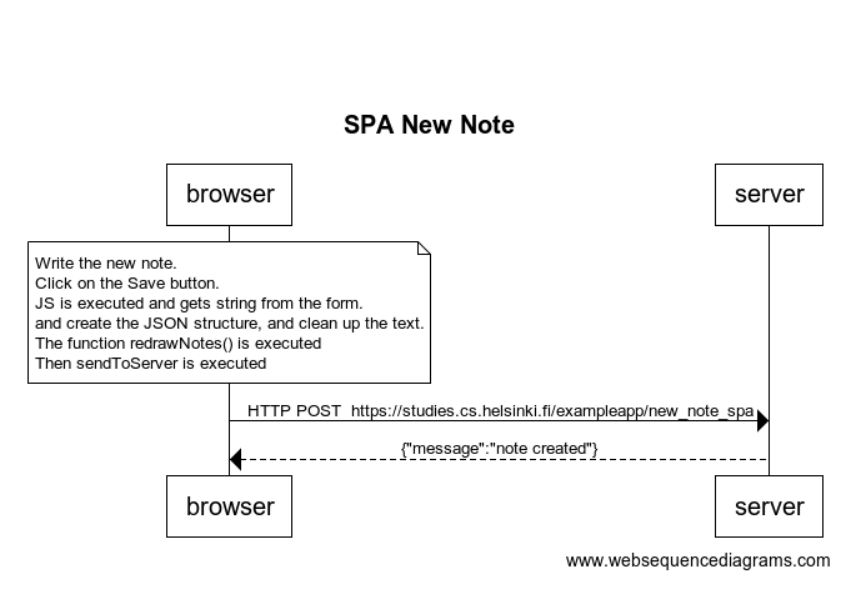 SPA New Note
browser
server
Write the new note.
Click on the Save button.
JS is executed and gets string from the form.
and create the JSON structure, and clean up the text.
The function redrawNotes() is executed
Then sendToServer is executed
HTTP POST  https://studies.cs.helsinki.fi/exampleapp/new_note_spa
{"message":"note created"}
browser
server
www.websequencediagrams.com